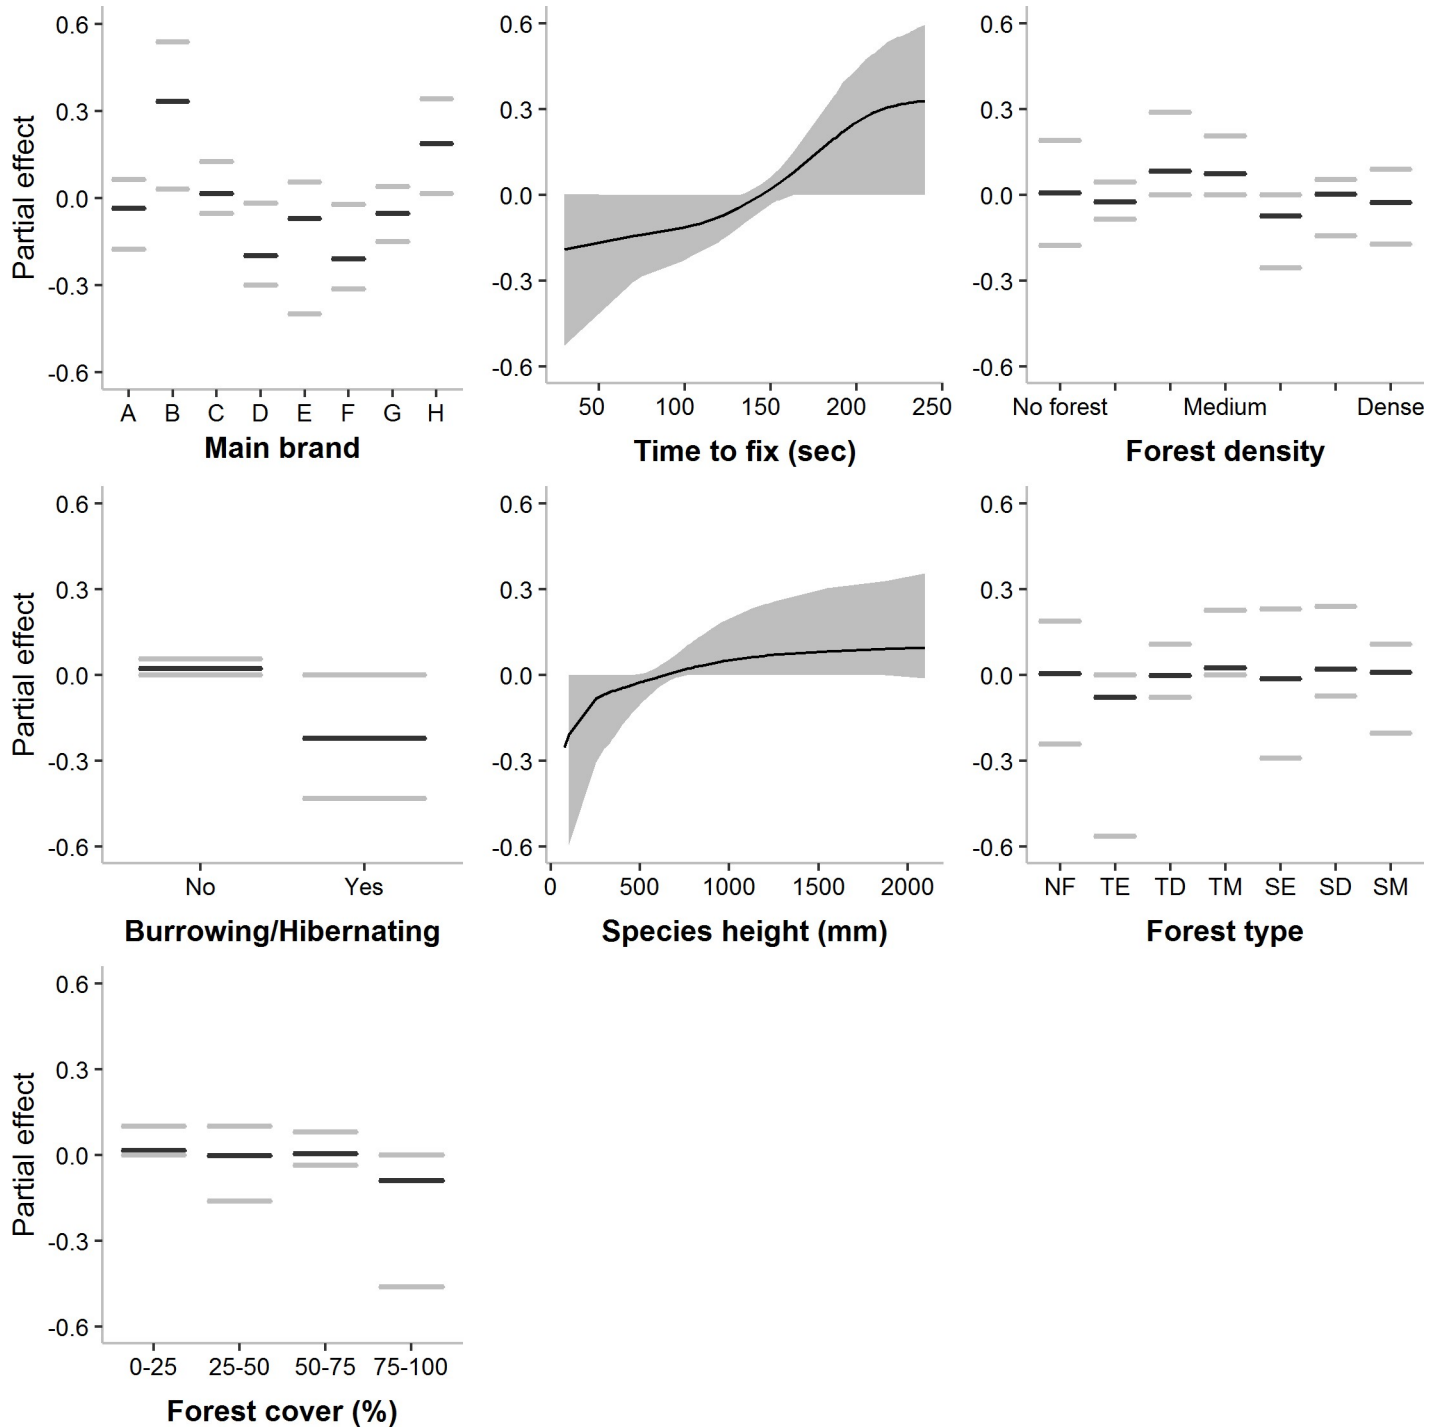 Partial effect
0.6
0.3
0.0
-0.3
-0.6
A B C D E F G H
Main brand
0.6
0.3
0.0
-0.3
-0.6
50 100 150 200 250
Time to fix (sec)
0.6
0.3
0.0
-0.3
-0.6
No forest Medium Dense
Forest density
Partial effect
0.6
0.3
0.0
-0.3
-0.6
No Yes
Burrowing/Hibernating
0.6
0.3
0.0
-0.3
-0.6
0 500 1000 1500 2000
Species height (mm)
0.6
0.3
0.0
-0.3
-0.6
NF TE TD TM SE SD SM
Forest type
Partial effect
0.6
0.3
0.0
-0.3
-0.6
0-25 25-50 50-75 75-100
Forest cover (%)